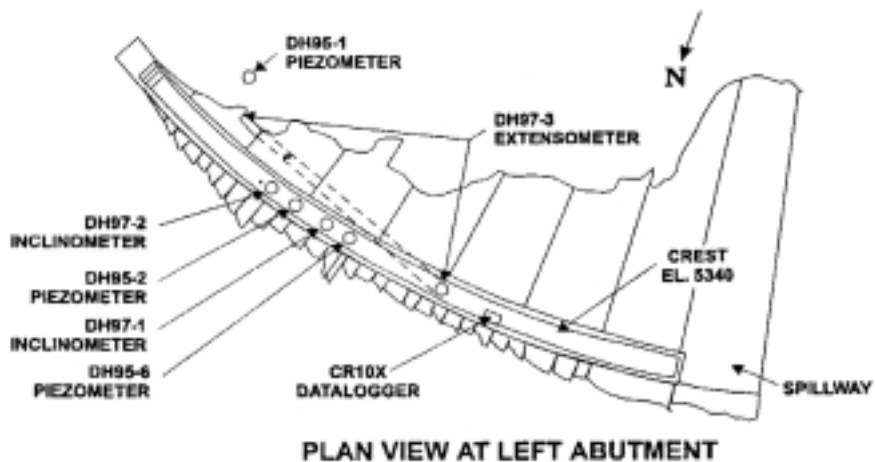 DH95-1
PIEZOMETER
N
DH97-3
EXTENSOMETER
DH97-2
INCLINOMETER
DH95-2
PIEZOMETER
DH97-1
INCLINOMETER
DH95-6
PIEZOMETER
CR10X
DATALOGGER
CREST
EL. 5340
SPILLWAY
PLAN VIEW AT LEFT ABUTMENT